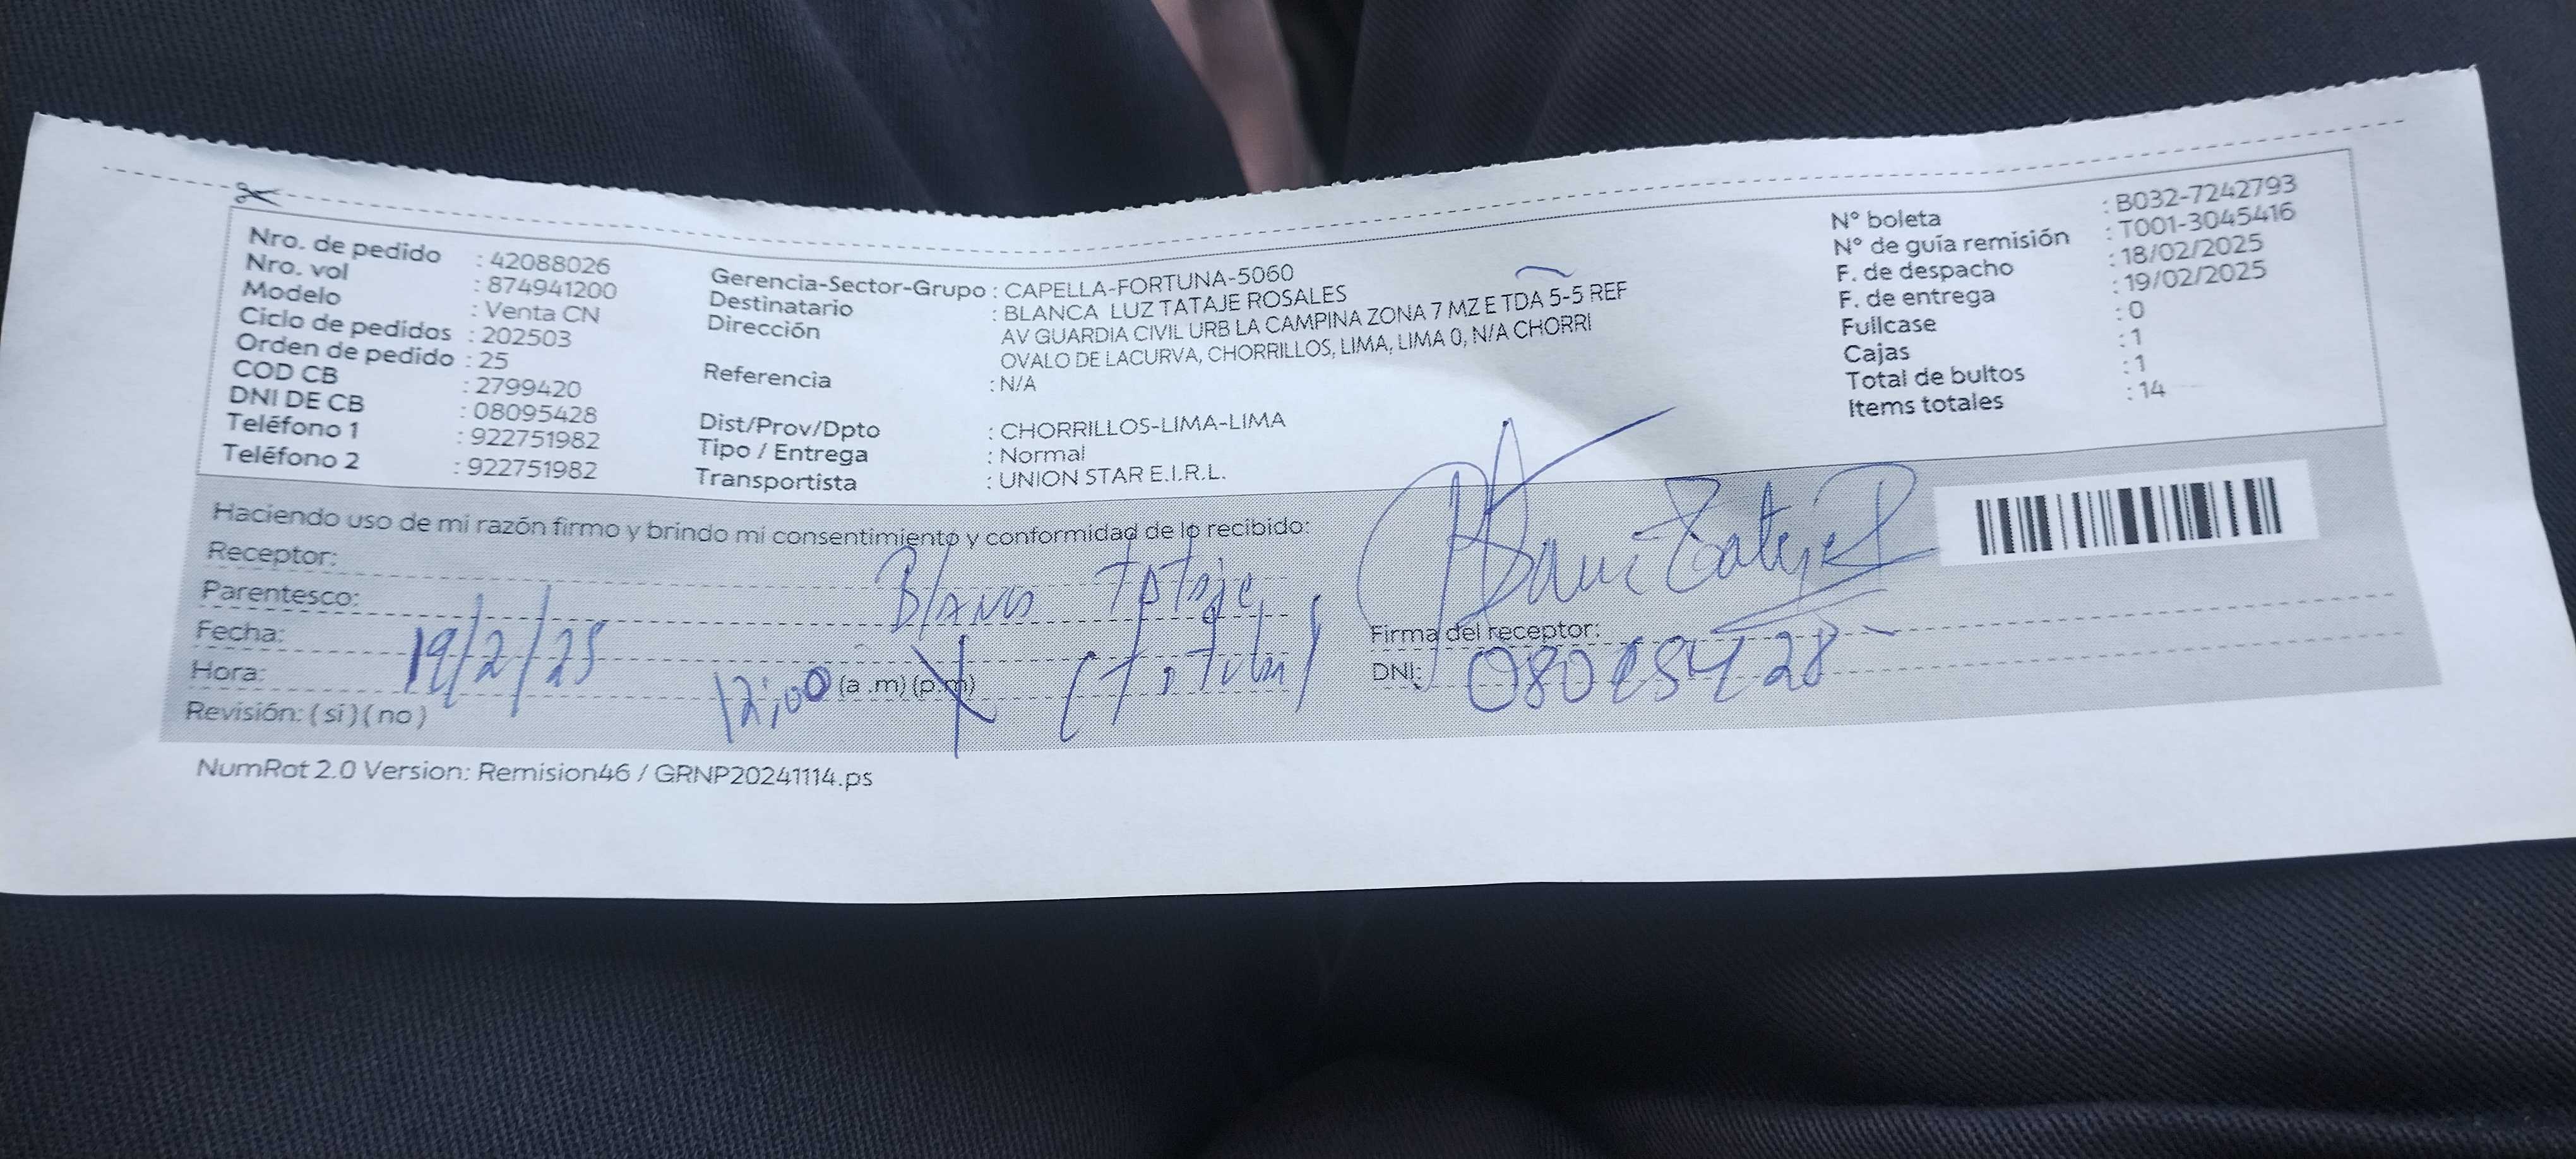 Nro. de pedido : 42088026
Nro. vol : 874941200
Modelo : Venta CN
Ciclo de pedidos : 202503
Orden de pedido : 25
COD CB : 2799420
DNI DE CB : 08095428
Teléfono 1 : 922751982
Teléfono 2 : 922751982
Gerencia-Sector-Grupo : CAPELLA-FORTUNA-5060
Destinatario : BLANCA LUZ TATAJE ROSALES
Dirección : AV GUARDIA CIVIL URB LA CAMPINA ZONA 7 MZ E TDA 5-5 REF
OVALO DE LACURVA, CHORRILLOS, LIMA, LIMA 0, N/A CHORRI
Referencia : N/A
Dist/Prov/Dpto : CHORRILLOS-LIMA-LIMA
Tipo / Entrega : Normal
Transportista : UNION STAR E.I.R.L.
N° boleta : B032-7242793
N° de guía remisión : T001-3045416
F. de despacho : 18/02/2025
F. de entrega : 19/02/2025
Fullcase : 0
Cajas : 1
Total de bultos : 1
Items totales : 14
Haciendo uso de mi razón firmo y brindo mi consentimiento y conformidad de lo recibido:
Receptor: Blanca Tataje
Parentesco: (Titular)
Fecha: 19/2/25
Hora: 12:00 (a.m) (p.m)
Revisión: ( si ) ( no )
Firma del receptor:
DNI:
NumRot 2.0 Version: Remision46 / GRNP20241114.ps